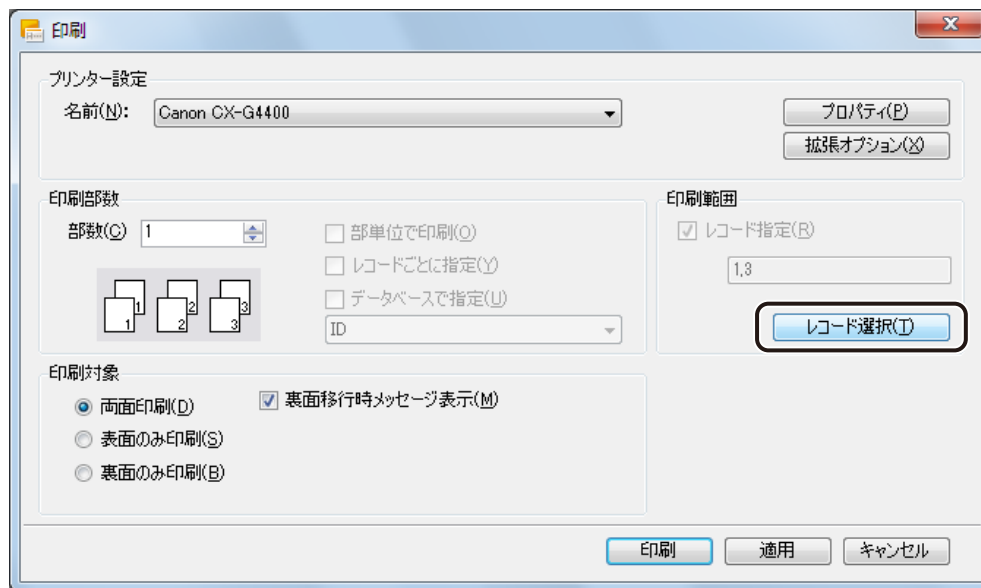 印刷
プリンター設定
名前(N): Canon CX-G4400 プロパティ(P)
拡張オプション(X)
印刷部数
部数(C) 1
部単位で印刷(O)
レコードごとに指定(Y)
データベースで指定(U)
ID
1 1 2 2 3 3
印刷範囲
レコード指定(R)
1,3
レコード選択(T)
印刷対象
両面印刷(D) 裏面移行時メッセージ表示(M)
表面のみ印刷(S)
裏面のみ印刷(B)
印刷 適用 キャンセル